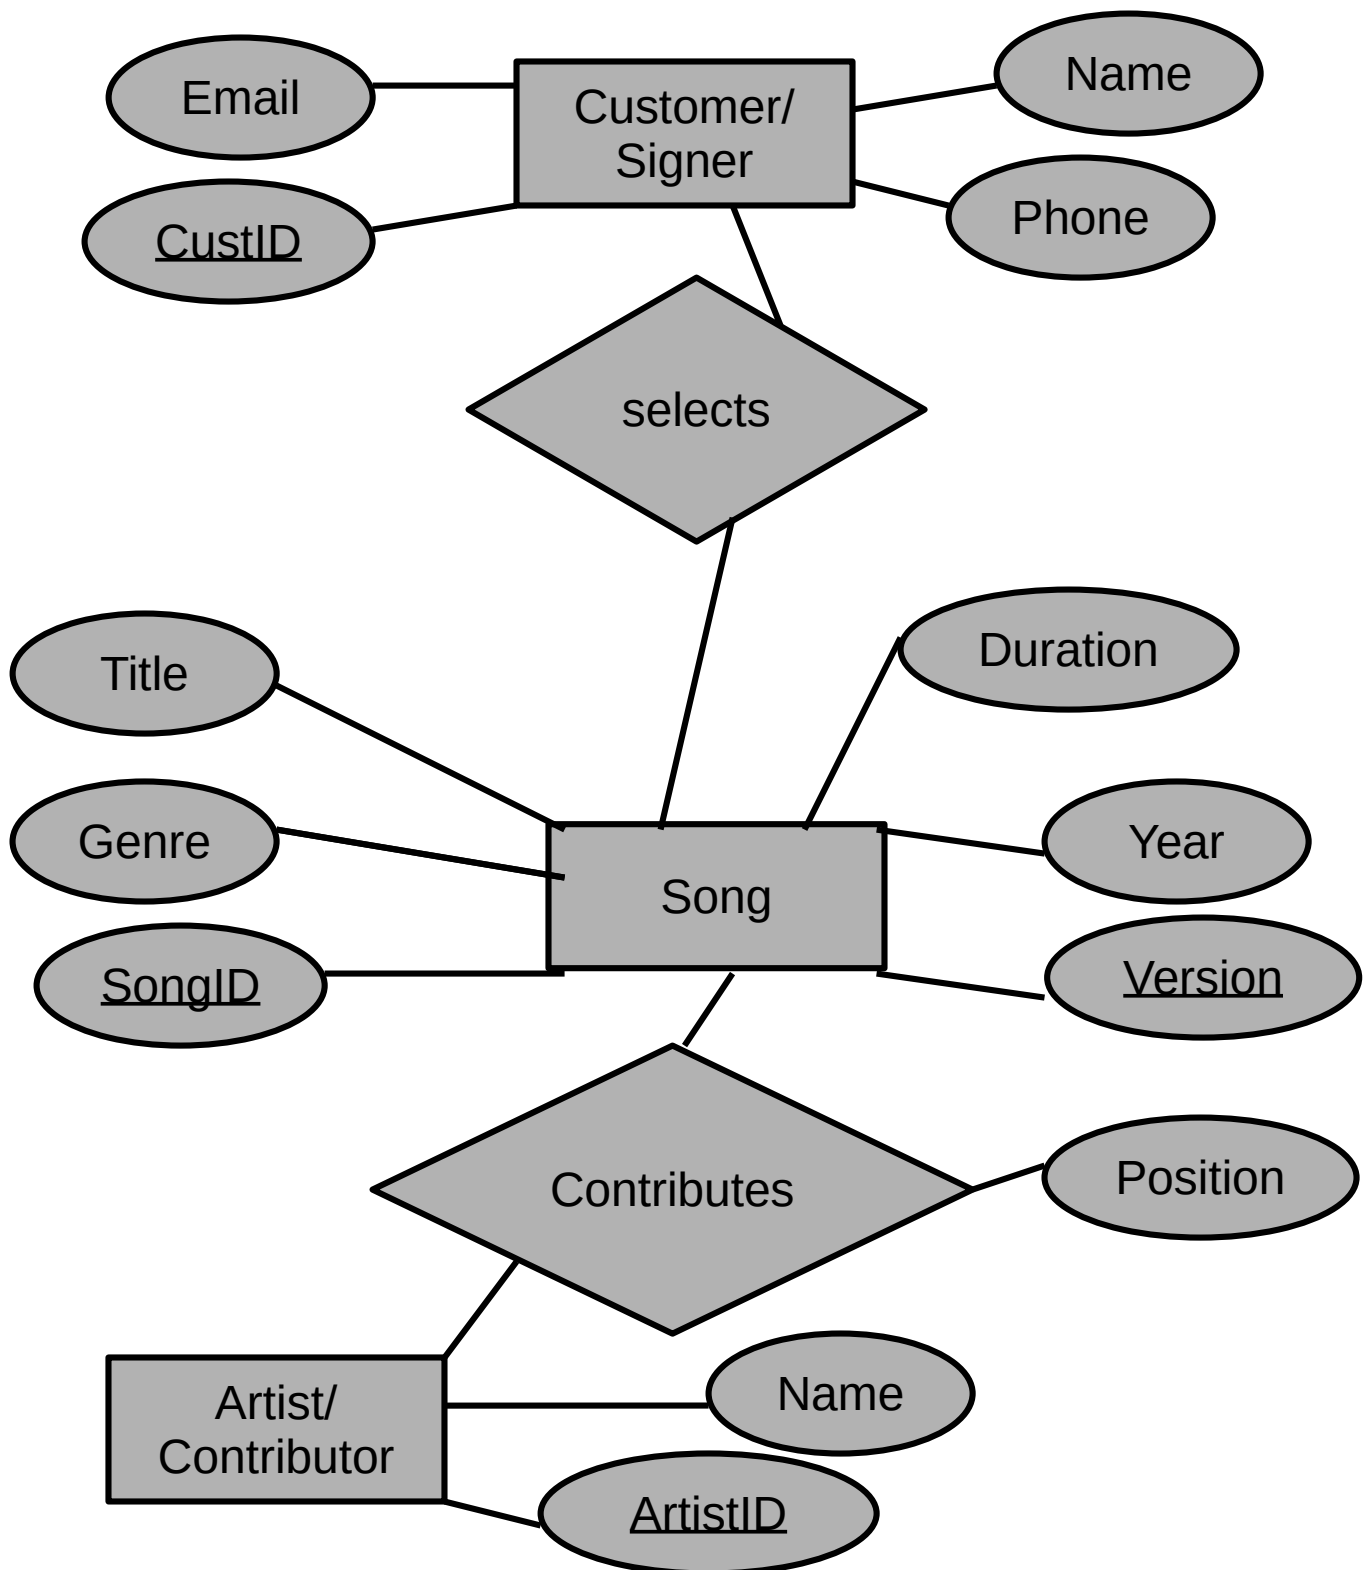 Email
Customer/
Signer
Name
CustID
Phone
selects
Title
Duration
Genre
Song
Year
SongID
Version
Contributes
Position
Artist/
Contributor
Name
ArtistID